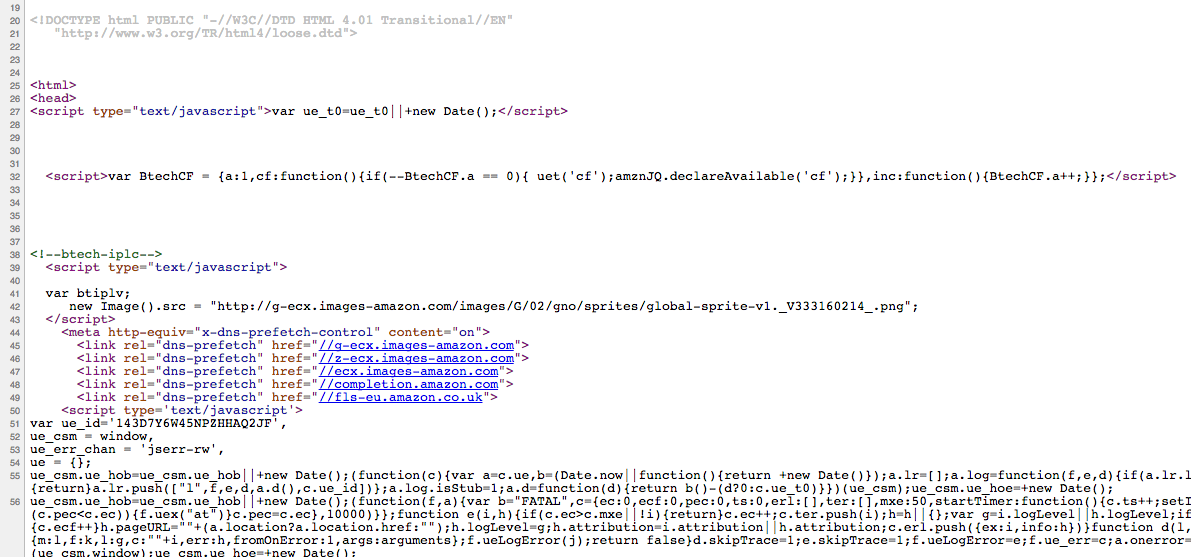 19
20 <!DOCTYPE html PUBLIC "-//W3C//DTD HTML 4.01 Transitional//EN"
21 "http://www.w3.org/TR/html4/loose.dtd">
22
23
24
25 <html>
26 <head>
27 <script type="text/javascript">var ue_t0=ue_t0||+new Date();</script>
28
29
30
31
32 <script>var BtechCF = {a:1,cf:function(){if(--BtechCF.a == 0){ uet('cf');amznJQ.declareAvailable('cf');}},inc:function(){BtechCF.a++;}};</script>
33
34
35
36
37
38 <!--btech-iplc-->
39 <script type="text/javascript">
40
41 var btiplv;
42 new Image().src = "http://g-ecx.images-amazon.com/images/G/02/gno/sprites/global-sprite-v1._V333160214_.png";
43 </script>
44 <meta http-equiv="x-dns-prefetch-control" content="on">
45 <link rel="dns-prefetch" href="//g-ecx.images-amazon.com">
46 <link rel="dns-prefetch" href="//z-ecx.images-amazon.com">
47 <link rel="dns-prefetch" href="//ecx.images-amazon.com">
48 <link rel="dns-prefetch" href="//completion.amazon.com">
49 <link rel="dns-prefetch" href="//fls-eu.amazon.co.uk">
50 <script type='text/javascript'>
51 var ue_id='143D7Y6W45NPZHHAQ2JF',
52 ue_csm = window,
53 ue_err_chan = 'jserr-rw',
54 ue = {};
55 ue_csm.ue_hob=ue_csm.ue_hob||+new Date();(function(c){var a=c.ue,b=(Date.now||function(){return +new Date()});a.lr=[];a.log=function(f,e,d){if(a.lr.l
{return}a.lr.push(["l",f,e,d,a.d(),c.ue_id])};a.log.isStub=1;a.d=function(d){return b()-(d?0:c.ue_t0)}})(ue_csm);ue_csm.ue_hoe=+new Date();
56 ue_csm.ue_hob=ue_csm.ue_hob||+new Date();(function(f,a){var b="FATAL",c={ec:0,ecf:0,pec:0,ts:0,erl:[],ter:[],mxe:50,startTimer:function(){c.ts++;setI
(c.pec<c.ec)){f.uex("at")}c.pec=c.ec},10000)}};function e(i,h){if(c.ec>c.mxe||!i){return}c.ec++;c.ter.push(i);h=h||{};var g=i.logLevel||h.logLevel;if
{c.ecf++}h.pageURL=""+(a.location?a.location.href:"");h.logLevel=g;h.attribution=i.attribution||h.attribution;c.erl.push({ex:i,info:h})}function d(l,
{m:l,f:k,l:g,c:""+i,err:h,fromOnError:1,args:arguments};f.ueLogError(j);return false}d.skipTrace=1;e.skipTrace=1;f.ueLogError=e;f.ue_err=c;a.onerror=
(ue_csm,window);ue_csm.ue_hoe=+new Date();